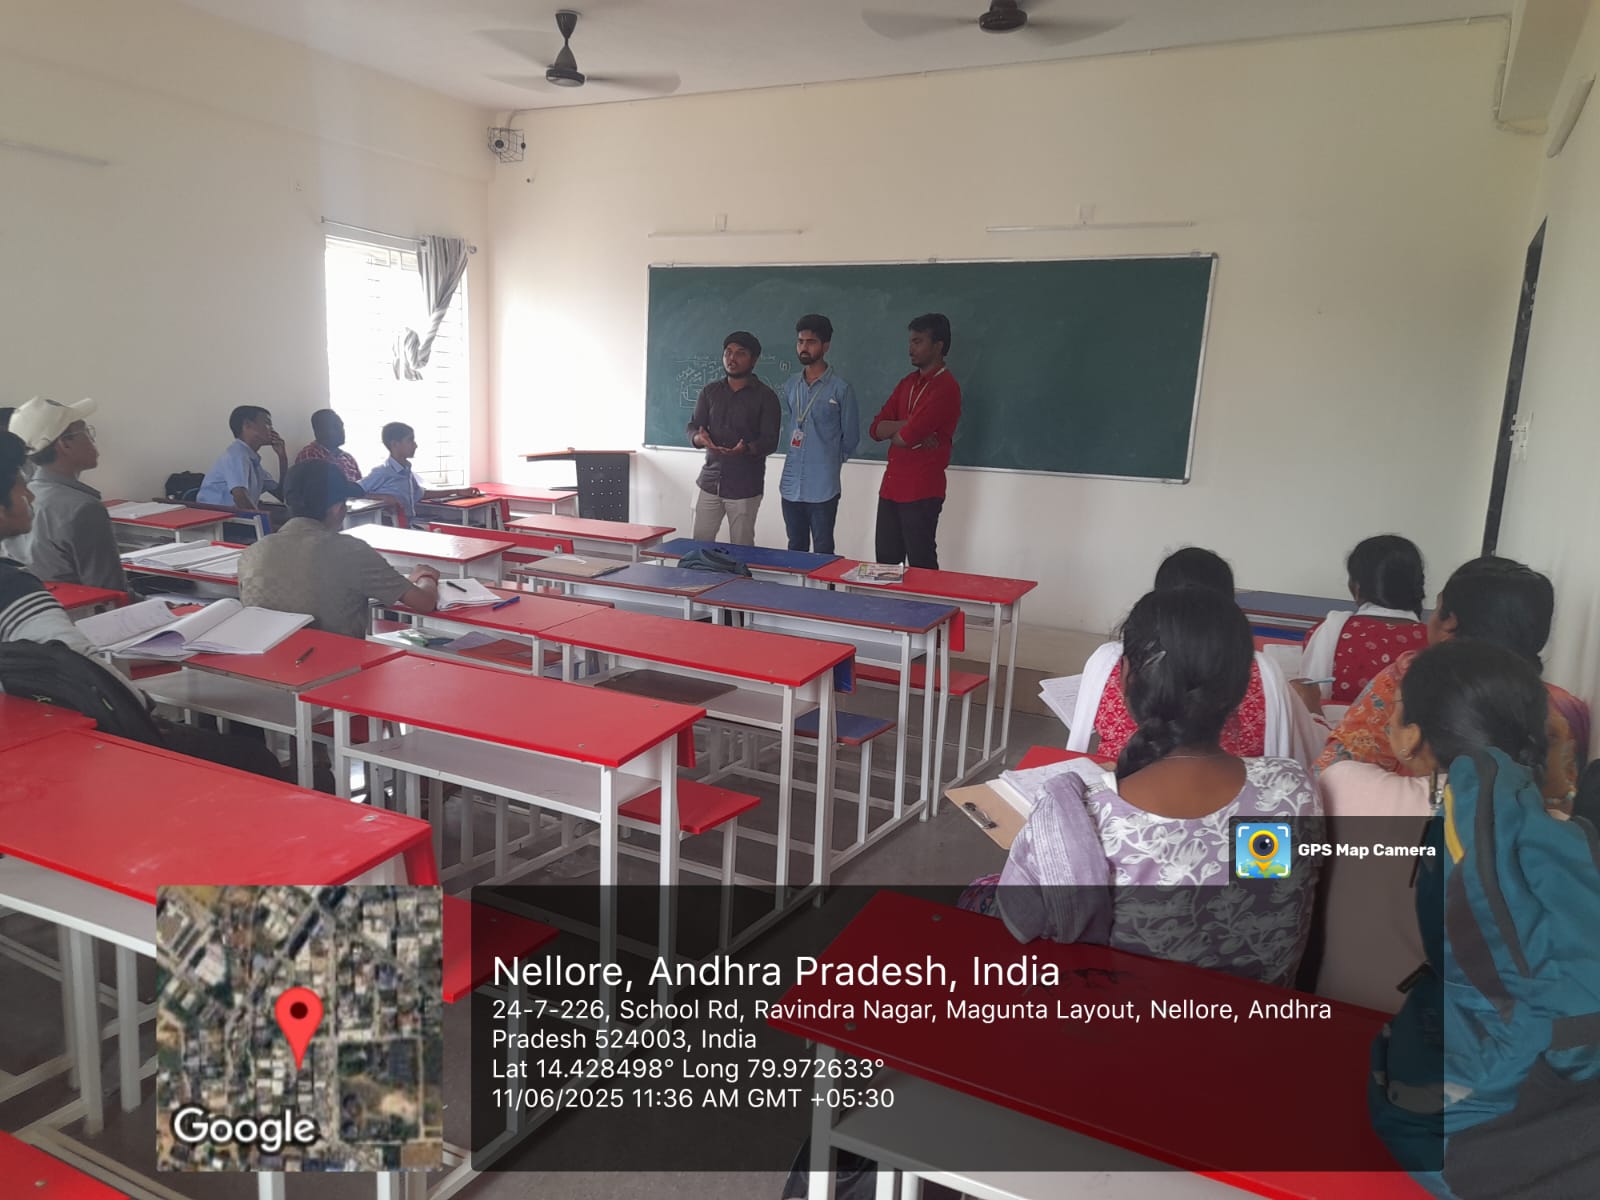 GPS Map Camera
Nellore, Andhra Pradesh, India
24-7-226, School Rd, Ravindra Nagar, Magunta Layout, Nellore, Andhra
Pradesh 524003, India
Lat 14.428498° Long 79.972633°
11/06/2025 11:36 AM GMT +05:30
Google